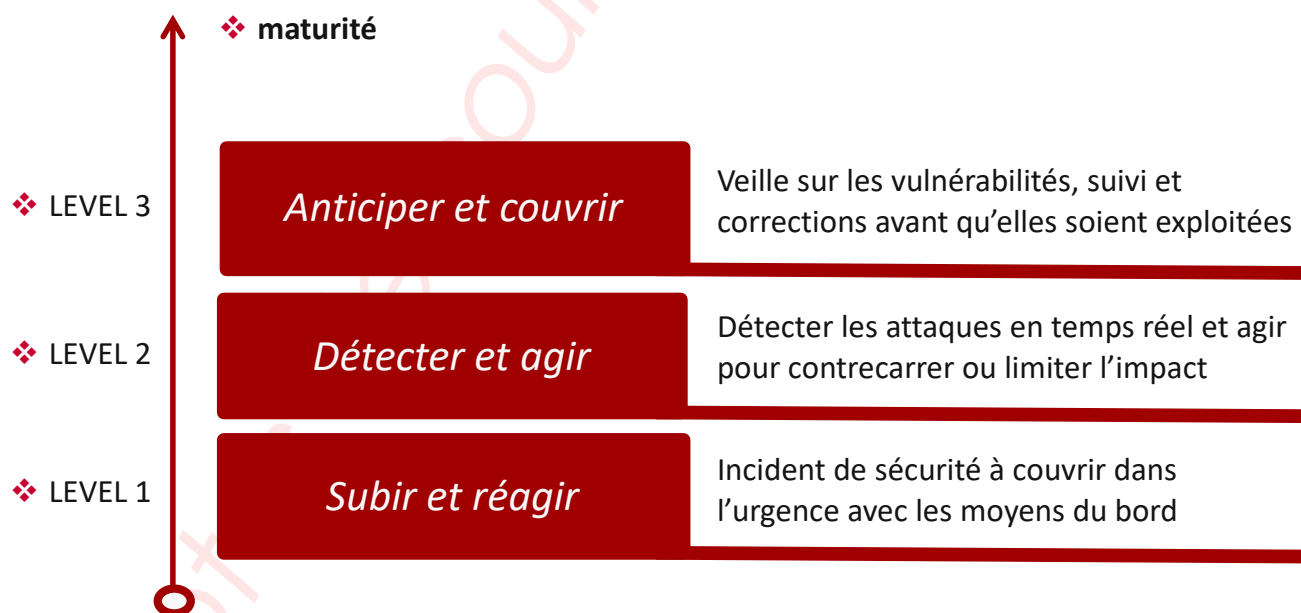 ❖ maturité
❖ LEVEL 3
Anticiper et couvrir
Veille sur les vulnérabilités, suivi et
corrections avant qu’elles soient exploitées
❖ LEVEL 2
Détecter et agir
Détecter les attaques en temps réel et agir
pour contrecarrer ou limiter l’impact
❖ LEVEL 1
Subir et réagir
Incident de sécurité à couvrir dans
l’urgence avec les moyens du bord